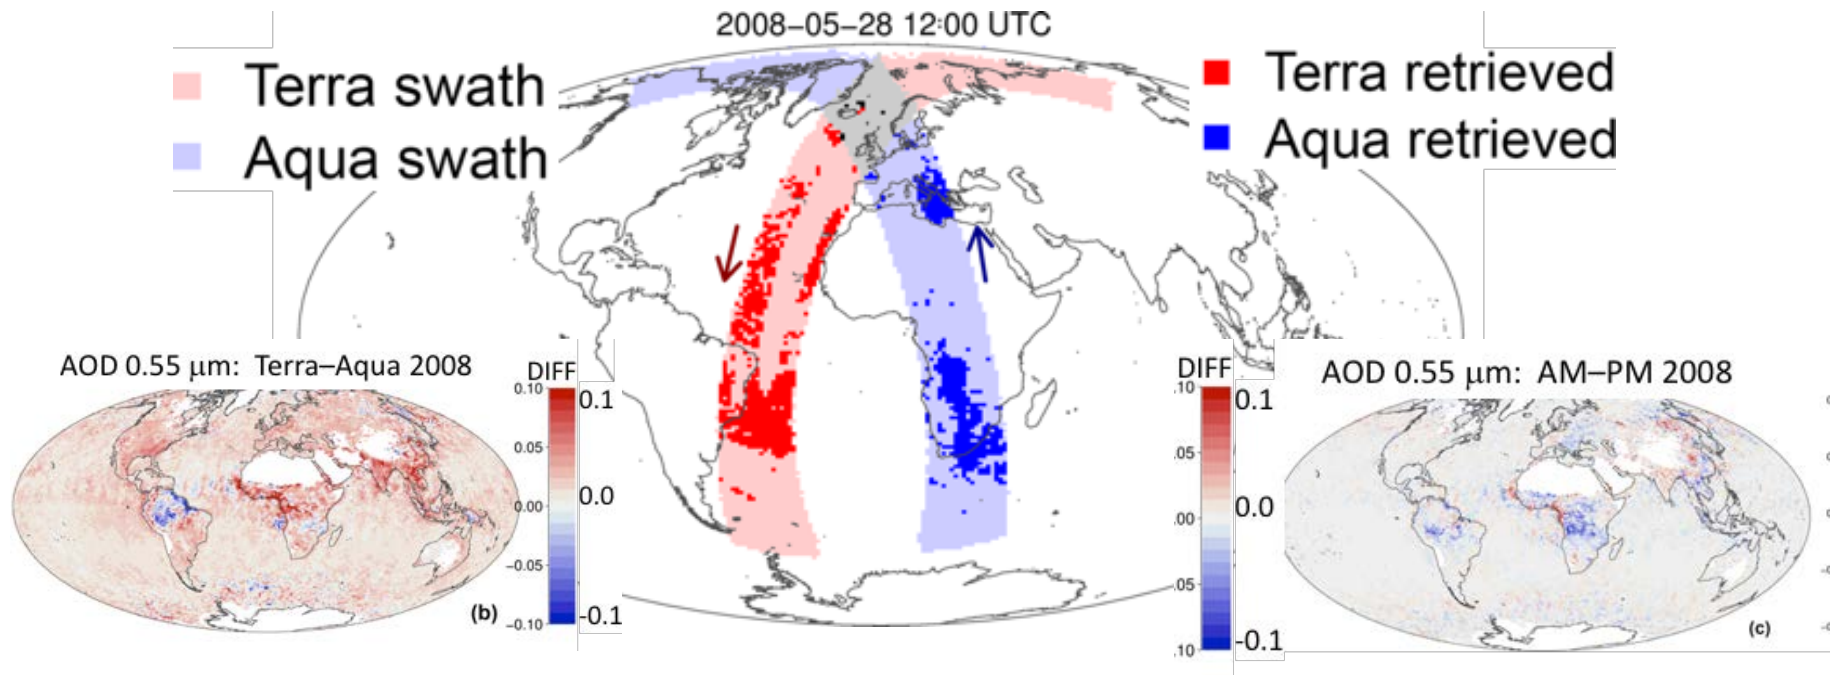 2008−05−28 12:00 UTC
Terra swath
Aqua swath
Terra retrieved
Aqua retrieved
AOD 0.55 μm: Terra–Aqua 2008
DIFF
0.10
0.05
0.00
−0.05
−0.10
0.1
0.0
-0.1
(b)
DIFF
10
.05
.00
.05
.10
0.1
0.0
-0.1
AOD 0.55 μm: AM–PM 2008
(c)